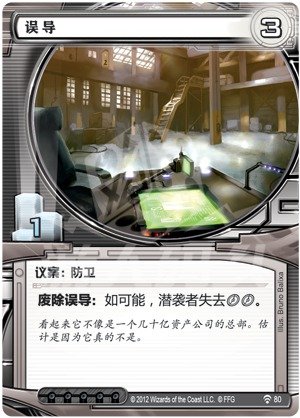 误导
3
1
议案: 防卫
废除误导: 如可能，潜袭者失去
看起来它不像是一个几十亿资产公司的总部。估
计是因为它真的不是。
Illus. Bruno Balixa
© 2012 Wizards of the Coast LLC. © FFG
80